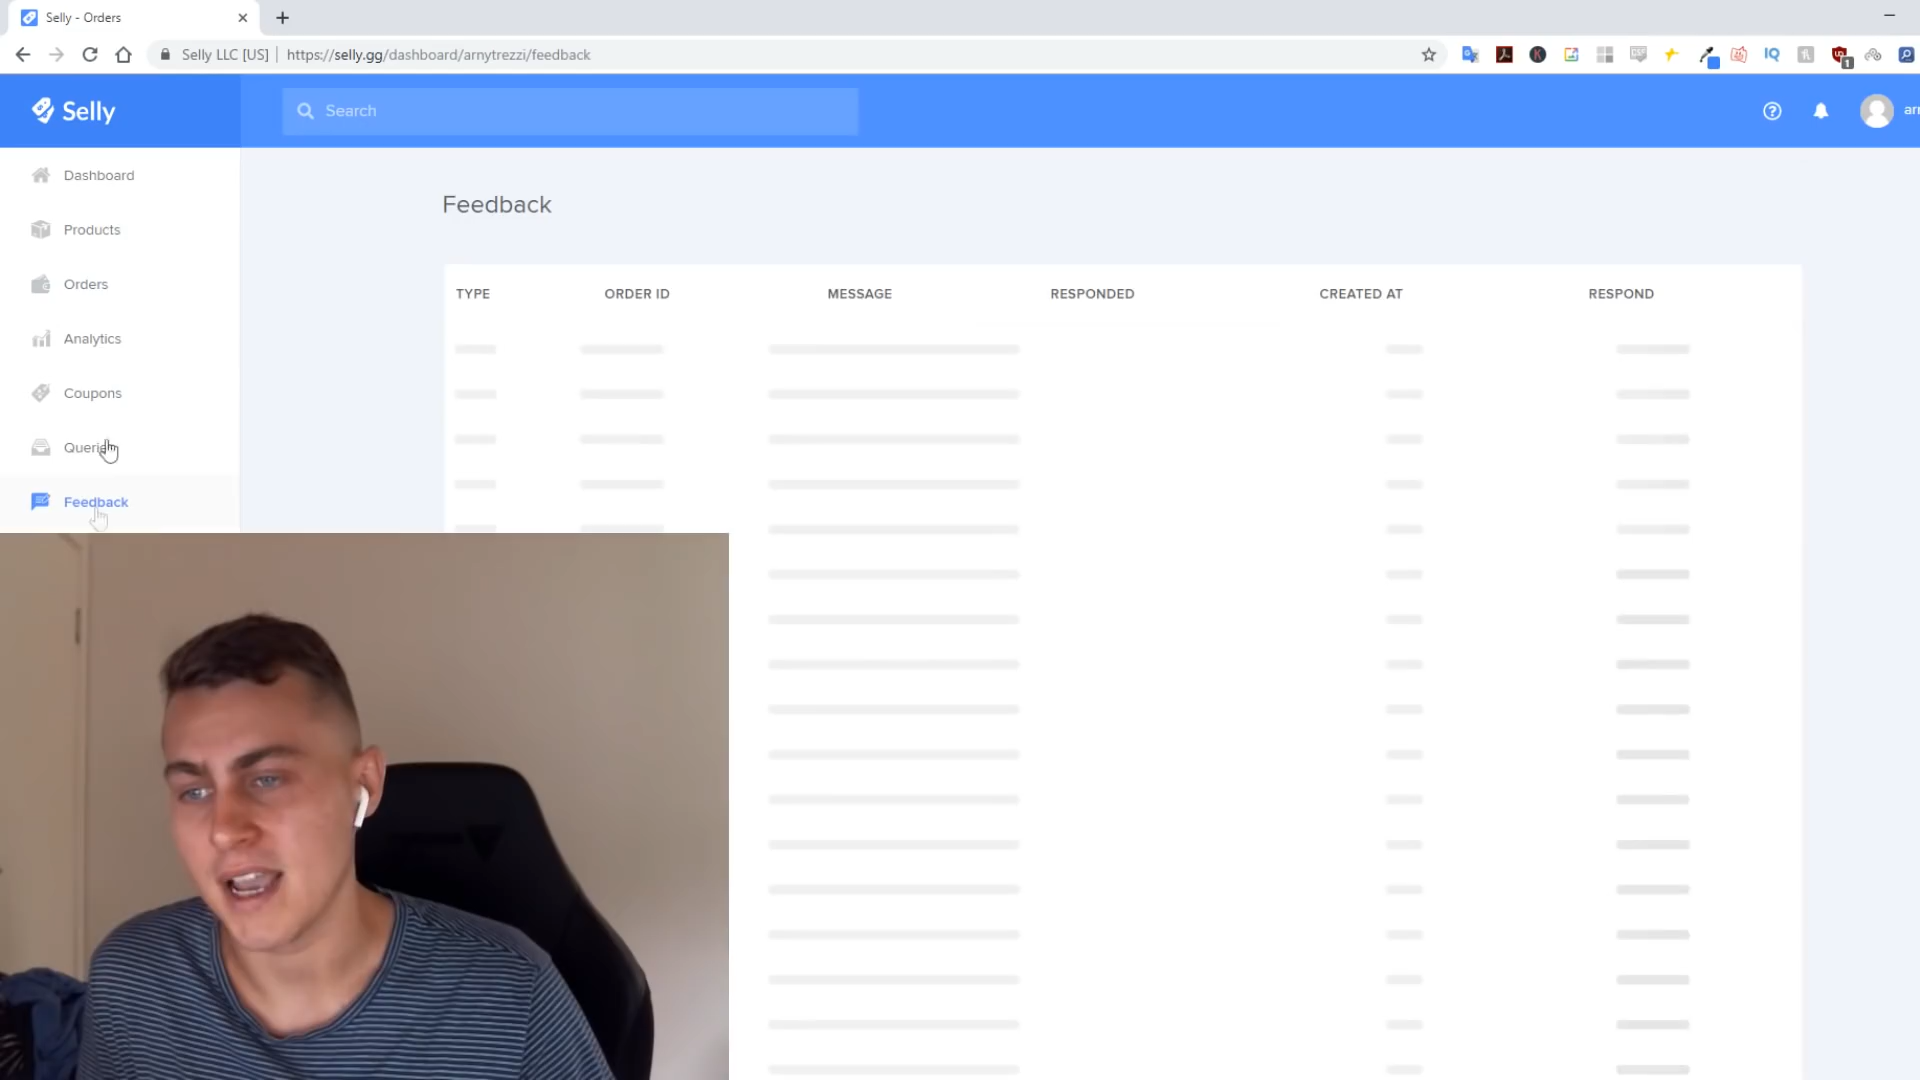 Selly - Orders
Selly LLC [US] | https://selly.gg/dashboard/arnytrezzi/feedback
Selly
Search
Dashboard
Products
Orders
Analytics
Coupons
Feedback
Feedback
TYPE ORDER ID MESSAGE RESPONDED CREATED AT RESPOND